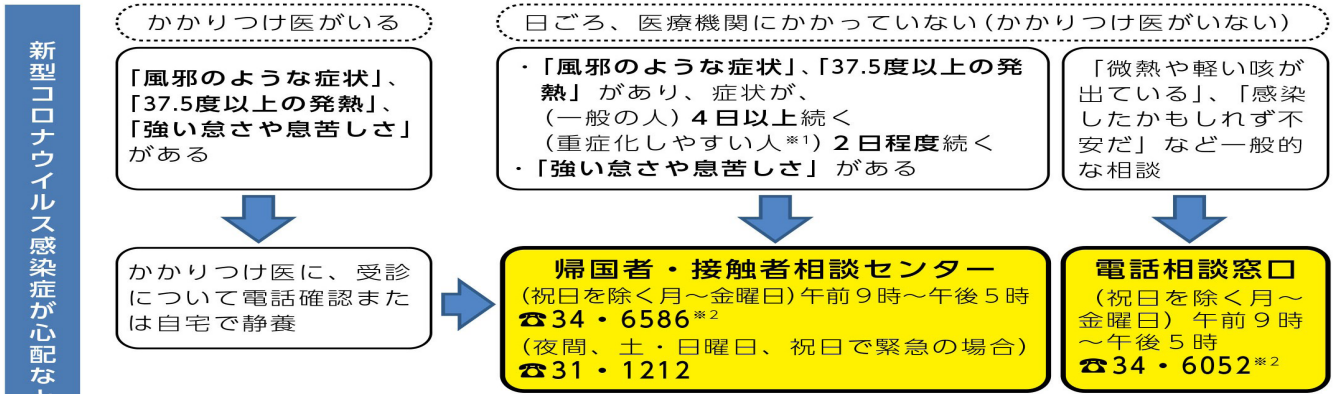 新型コロナウイルス感染症が心配な
かかりつけ医がいる
「風邪のような症状」、
「37.5度以上の発熱」、
「強い怠さや息苦しさ」
がある
かかりつけ医に、受診
について電話確認また
は自宅で静養
日ごろ、医療機関にかかっていない(かかりつけ医がいない)
・「風邪のような症状」、「37.5度以上の発
熱」があり、症状が、
(一般の人)4日以上続く
(重症化しやすい人※1)2日程度続く
・「強い怠さや息苦しさ」がある
帰国者・接触者相談センター
(祝日を除く月〜金曜日)午前9時〜午後5時
☎34・6586※2
(夜間、土・日曜日、祝日で緊急の場合)
☎31・1212
「微熱や軽い咳が
出ている」、「感染
したかもしれず不
安だ」など一般的
な相談
電話相談窓口
(祝日を除く月〜
金曜日)午前9時
〜午後5時
☎34・6052※2